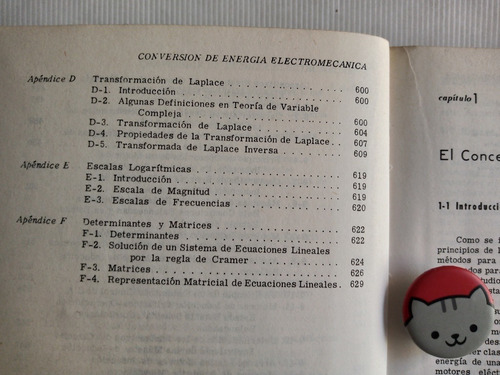 CONVERSION DE ENERGIA ELECTROMECANICA
Apéndice D Transformación de Laplace 600
D-1. Introducción 600
D-2. Algunas Definiciones en Teoría de Variable
Compleja 600
D-3. Transformación de Laplace 604
D-4. Propiedades de la Transformación de Laplace 607
D-5. Transformada de Laplace Inversa 609
Apéndice E Escalas Logarítmicas 619
E-1. Introducción 619
E-2. Escala de Magnitud 619
E-3. Escalas de Frecuencias 620
Apéndice F Determinantes y Matrices 622
F-1. Determinantes 622
F-2. Solución de un Sistema de Ecuaciones Lineales
por la regla de Cramer 624
F-3. Matrices 626
F-4. Representación Matricial de Ecuaciones Lineales. 629
capítulo 1
El Conce
1-1 Introducci
Como se i
principios de l
métodos para
dos para
energía de una
motores eléct